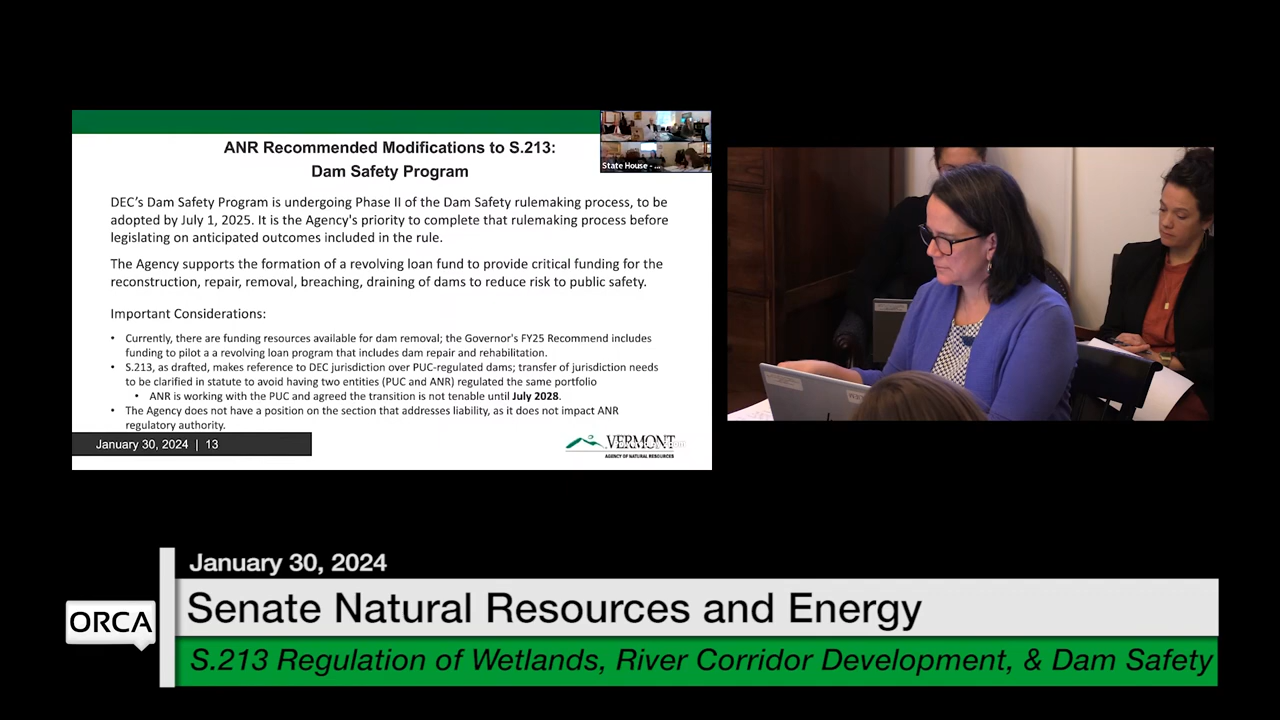 ANR Recommended Modifications to S.213:
Dam Safety Program
State House - ...
DEC's Dam Safety Program is undergoing Phase II of the Dam Safety rulemaking process, to be
adopted by July 1, 2025. It is the Agency's priority to complete that rulemaking process before
legislating on anticipated outcomes included in the rule.
The Agency supports the formation of a revolving loan fund to provide critical funding for the
reconstruction, repair, removal, breaching, draining of dams to reduce risk to public safety.
Important Considerations:
• Currently, there are funding resources available for dam removal; the Governor's FY25 Recommend includes
funding to pilot a a revolving loan program that includes dam repair and rehabilitation.
• S.213, as drafted, makes reference to DEC jurisdiction over PUC-regulated dams; transfer of jurisdiction needs
to be clarified in statute to avoid having two entities (PUC and ANR) regulated the same portfolio
• ANR is working with the PUC and agreed the transition is not tenable until July 2028.
• The Agency does not have a position on the section that addresses liability, as it does not impact ANR
regulatory authority.
January 30, 2024 | 13
VERMONT
AGENCY OF NATURAL RESOURCES
January 30, 2024
ORCA
Senate Natural Resources and Energy
S.213 Regulation of Wetlands, River Corridor Development, & Dam Safety